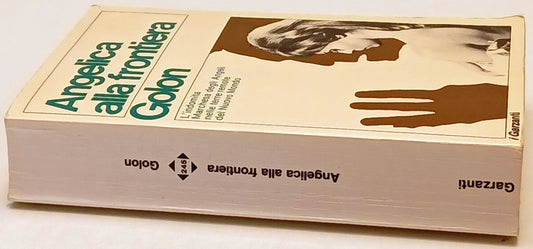 Angelica
alla frontiera
Golon
L'indomita
Marchesa degli Angeli
nelle terre remote
del Nuovo Mondo
i Garzanti
Golon
245
Angelica alla frontiera
Garzanti